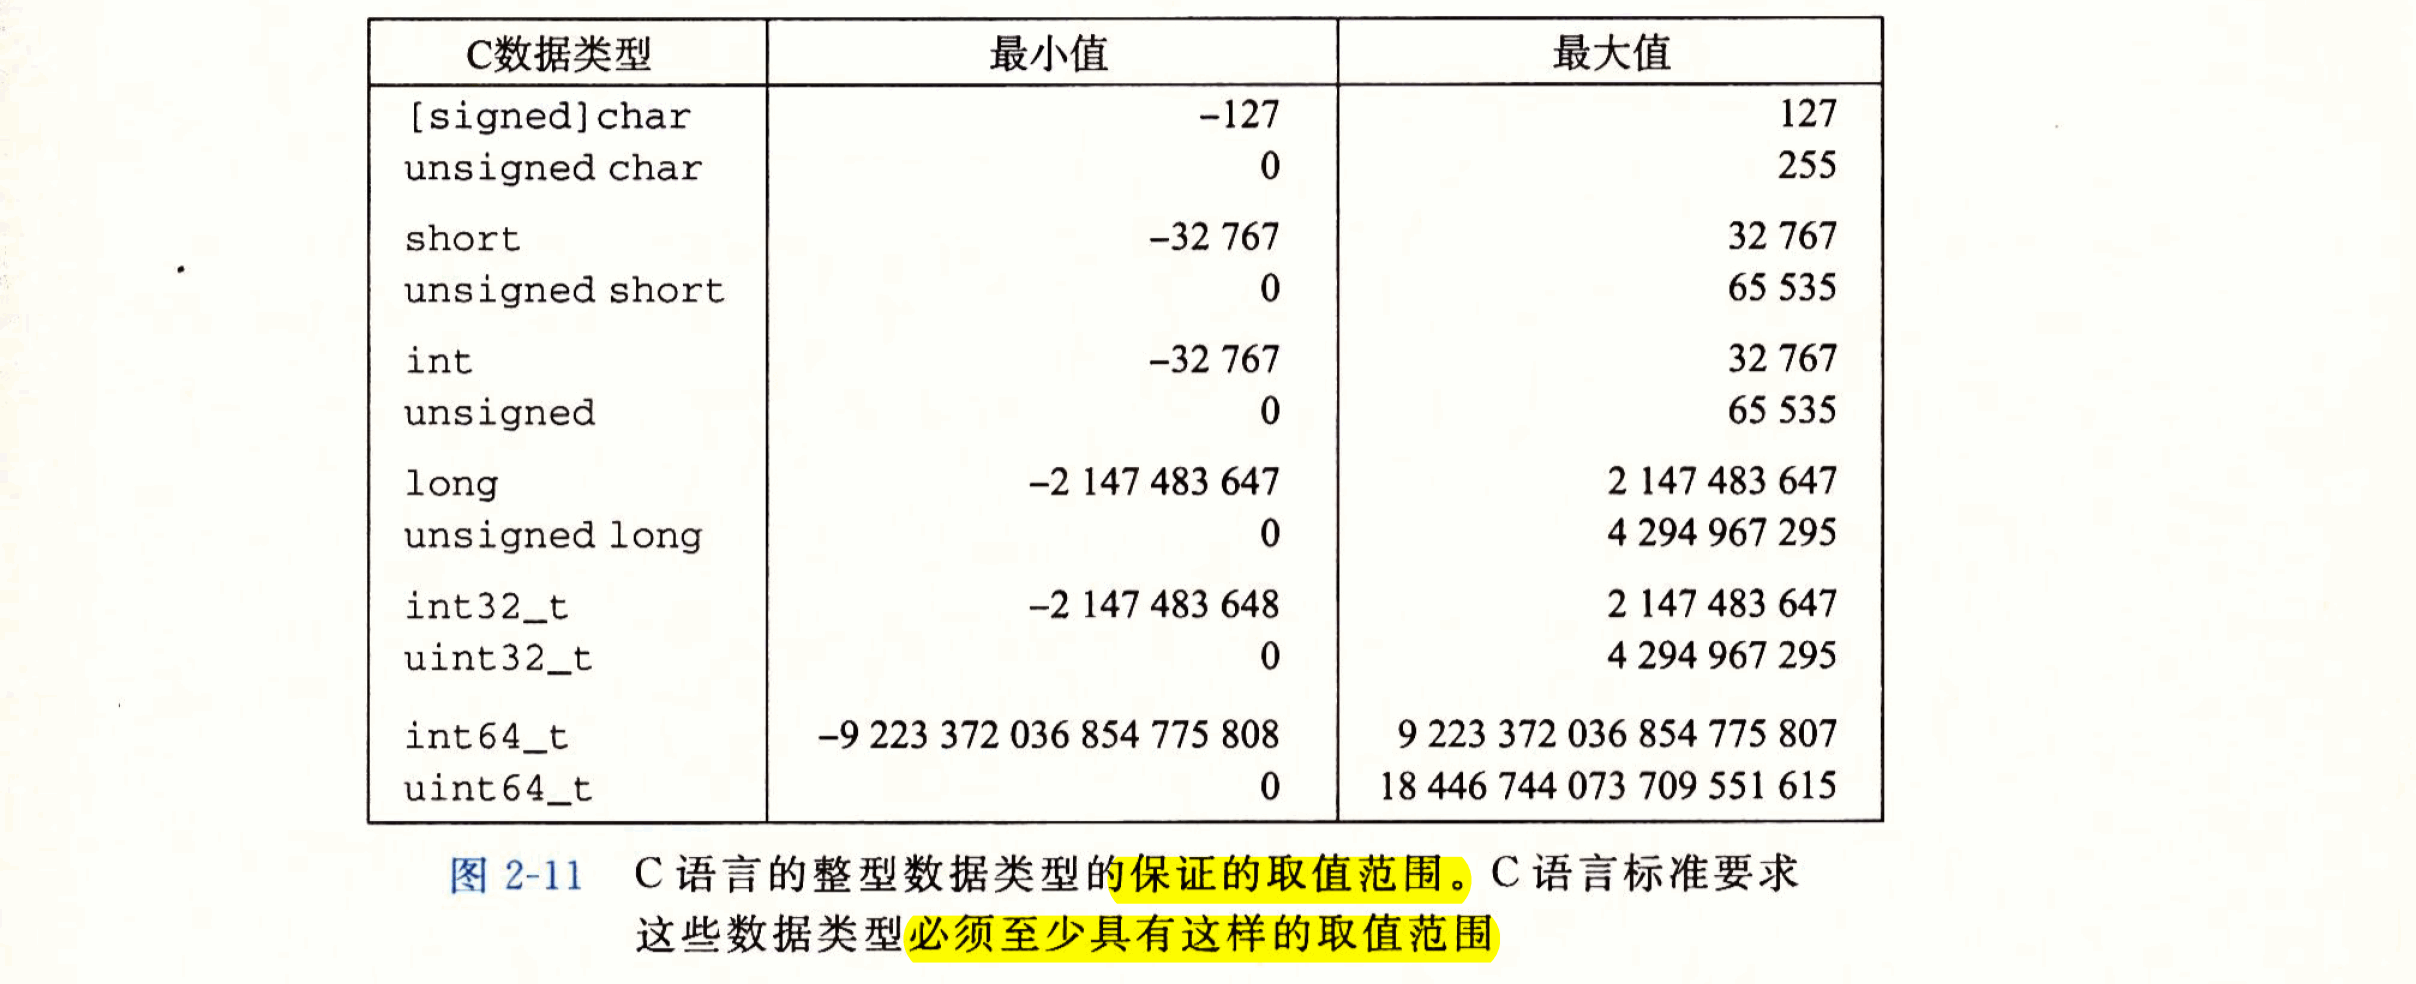 C数据类型 最小值 最大值
[signed]char −127 127
unsigned char 0 255
short −32 767 32 767
unsigned short 0 65 535
int −32 767 32 767
unsigned 0 65 535
long −2 147 483 647 2 147 483 647
unsigned long 0 4 294 967 295
int32_t −2 147 483 648 2 147 483 647
uint32_t 0 4 294 967 295
int64_t −9 223 372 036 854 775 808 9 223 372 036 854 775 807
uint64_t 0 18 446 744 073 709 551 615
图 2-11 C 语言的整型数据类型的保证的取值范围。C 语言标准要求
这些数据类型必须至少具有这样的取值范围